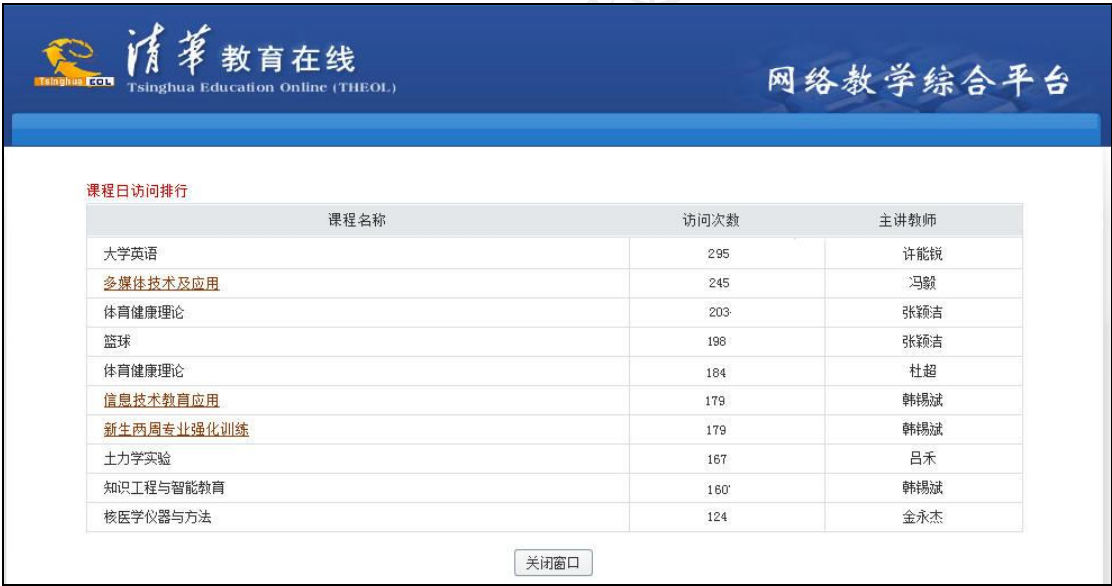 清华教育在线
Tsinghua EOL
Tsinghua Education Online (THEOL)
网络教学综合平台
课程日访问排行
课程名称 访问次数 主讲教师
大学英语 295 许能锐
多媒体技术及应用 245 冯毅
体育健康理论 203 张颖洁
篮球 198 张颖洁
体育健康理论 184 杜超
信息技术教育应用 179 韩锡斌
新生两周专业强化训练 179 韩锡斌
土力学实验 167 吕禾
知识工程与智能教育 160 韩锡斌
核医学仪器与方法 124 金永杰
关闭窗口